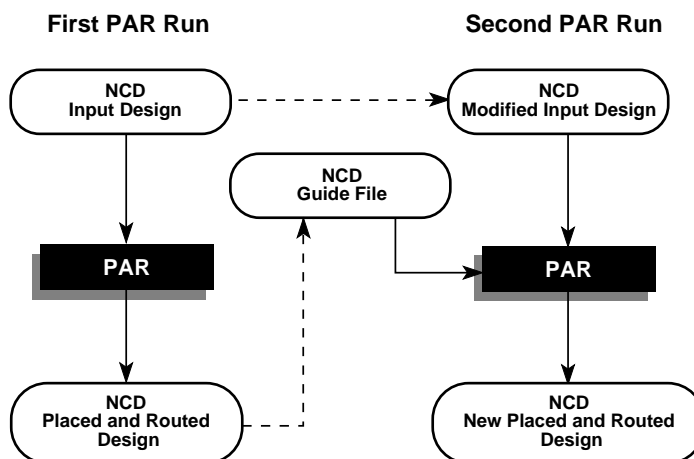 First PAR Run
Second PAR Run
NCD
Input Design
NCD
Modified Input Design
NCD
Guide File
PAR
PAR
NCD
Placed and Routed
Design
NCD
New Placed and Routed
Design